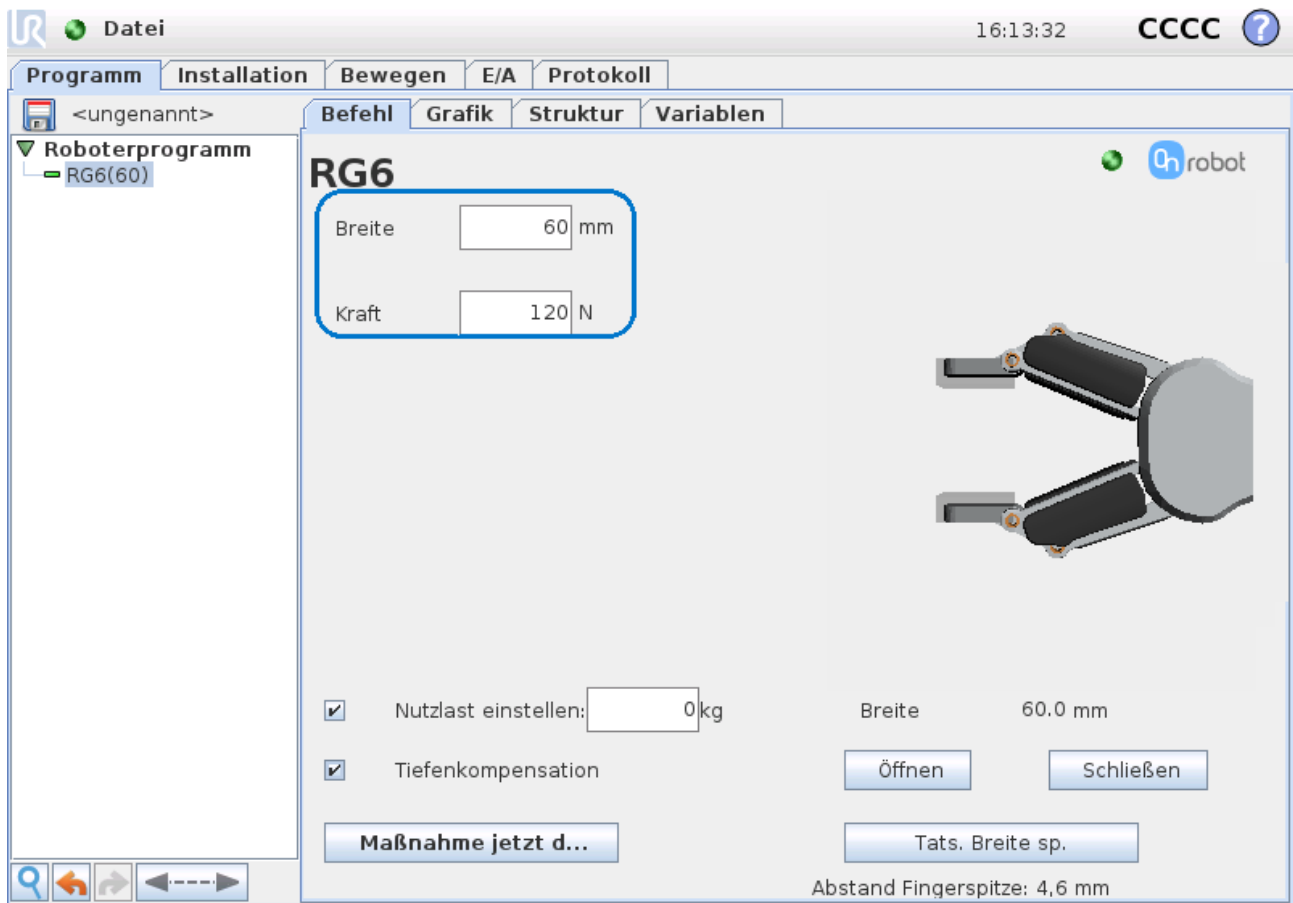 UR Datei 16:13:32 CCCC ?
Programm Installation Bewegen E/A Protokoll
<ungenannt> Befehl Grafik Struktur Variablen
Roboterprogramm
RG6(60)
RG6
On robot
Breite 60 mm
Kraft 120 N
Nutzlast einstellen: 0 kg Breite 60.0 mm
Tiefenkompensation Öffnen Schließen
Maßnahme jetzt d... Tats. Breite sp.
Abstand Fingerspitze: 4,6 mm